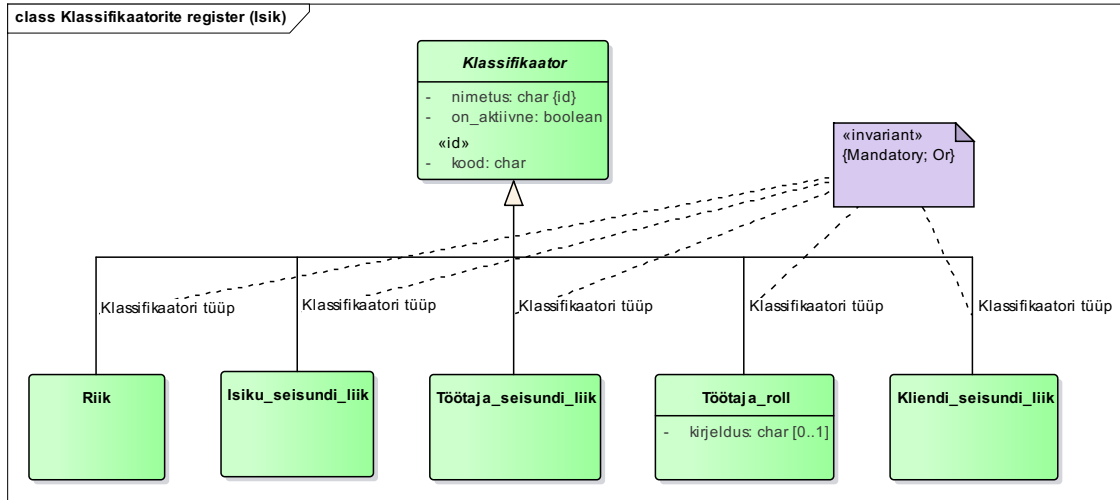 class Klassifikaatorite register (Isik)
Klassifikaator
- nimetus: char {id}
- on_aktiivne: boolean
«id»
- kood: char
«invariant»
{Mandatory; Or}
Klassifikaatori tüüp
Klassifikaatori tüüp
Klassifikaatori tüüp
Klassifikaatori tüüp
Klassifikaatori tüüp
Riik
Isiku_seisundi_liik
Töötaja_seisundi_liik
Töötaja_roll
- kirjeldus: char [0..1]
Kliendi_seisundi_liik